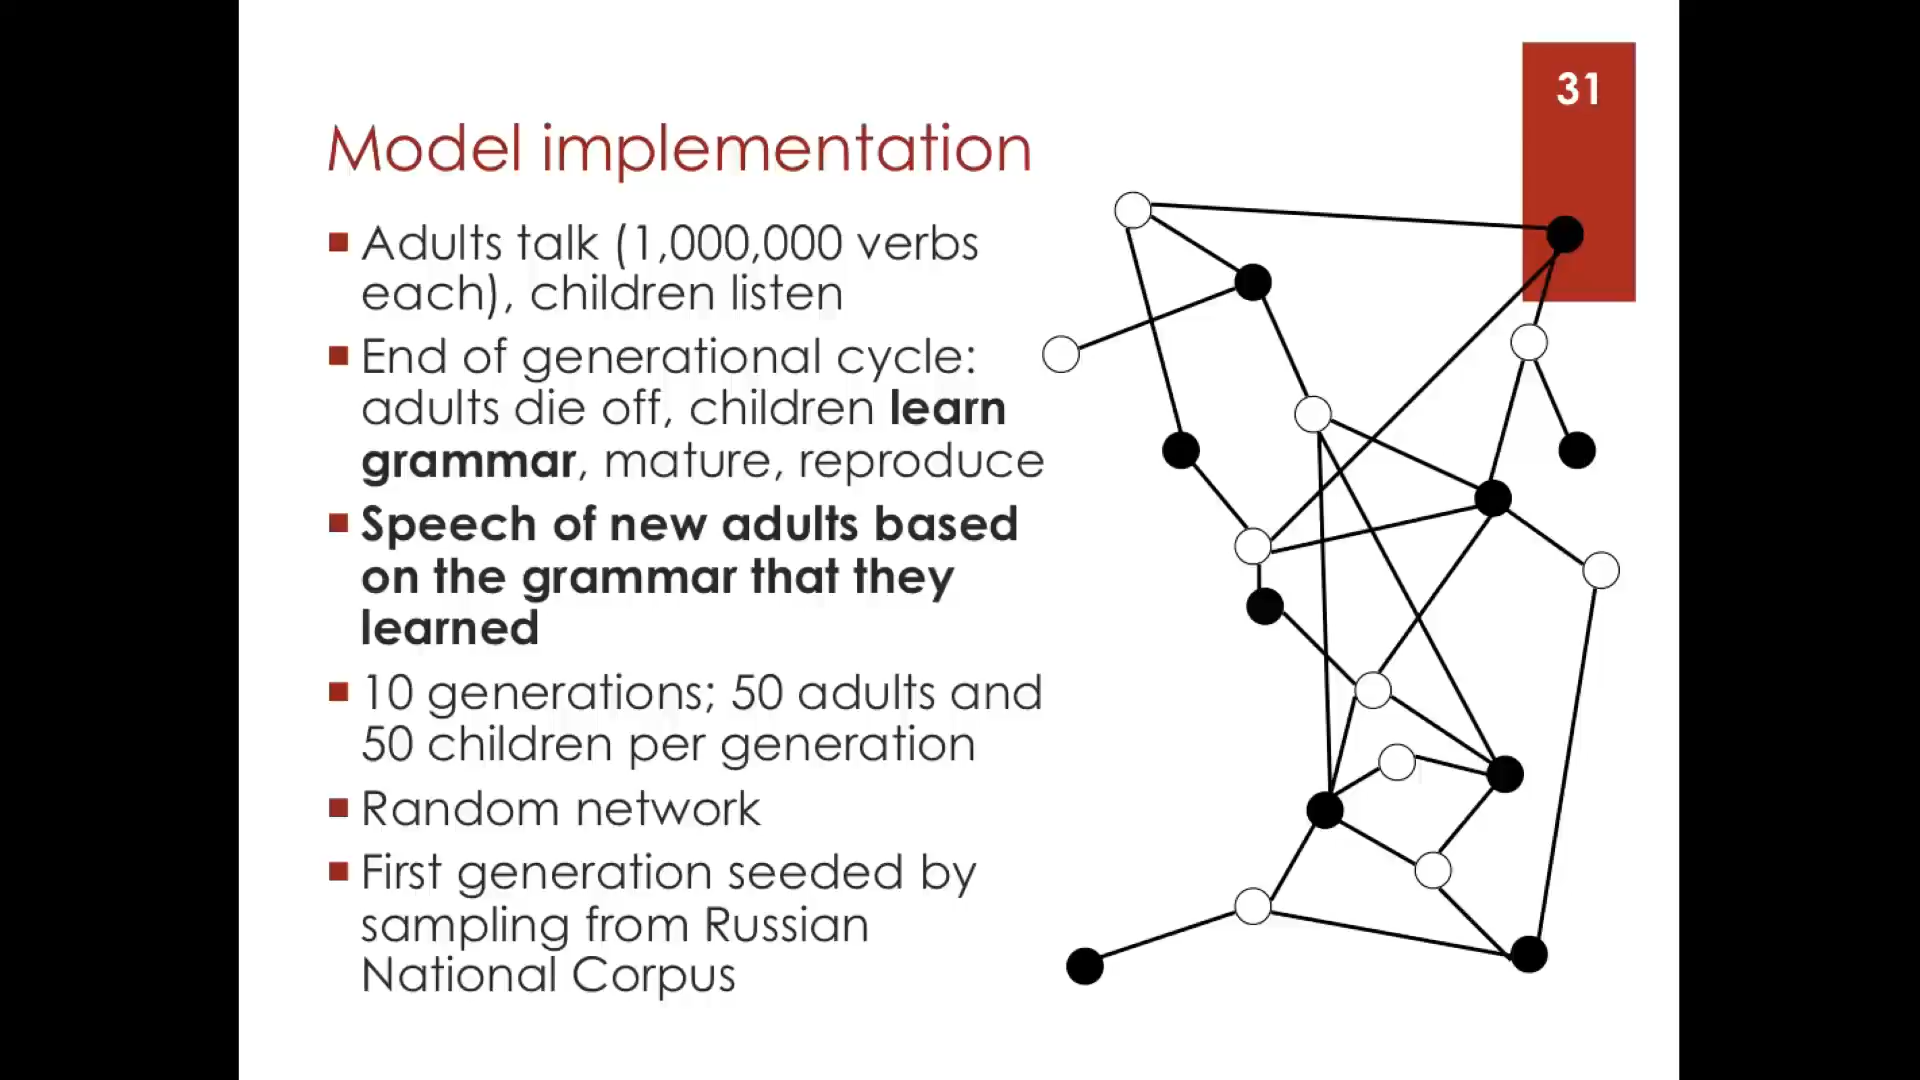 31
Model implementation
Adults talk (1,000,000 verbs
each), children listen
End of generational cycle:
adults die off, children learn
grammar, mature, reproduce
Speech of new adults based
on the grammar that they
learned
10 generations; 50 adults and
50 children per generation
Random network
First generation seeded by
sampling from Russian
National Corpus